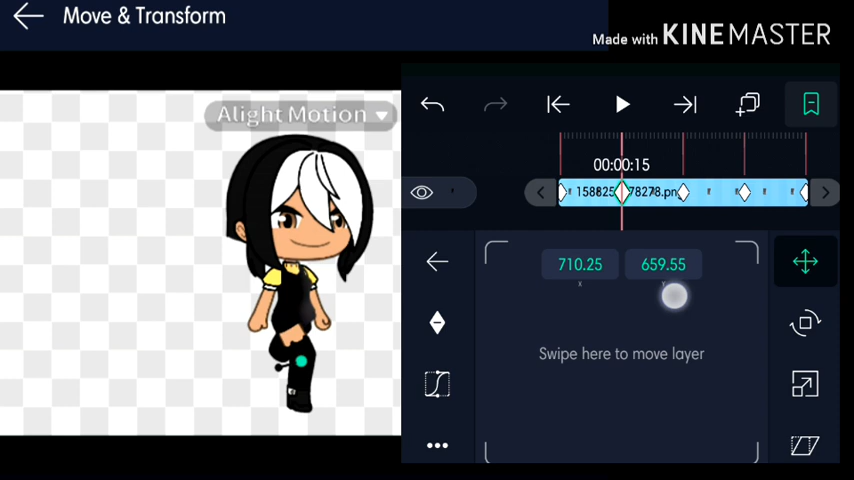 Move & Transform
Made with KINEMASTER
Alight Motion
00:00:15
158825
78278.png
710.25 659.55
X Y
Swipe here to move layer